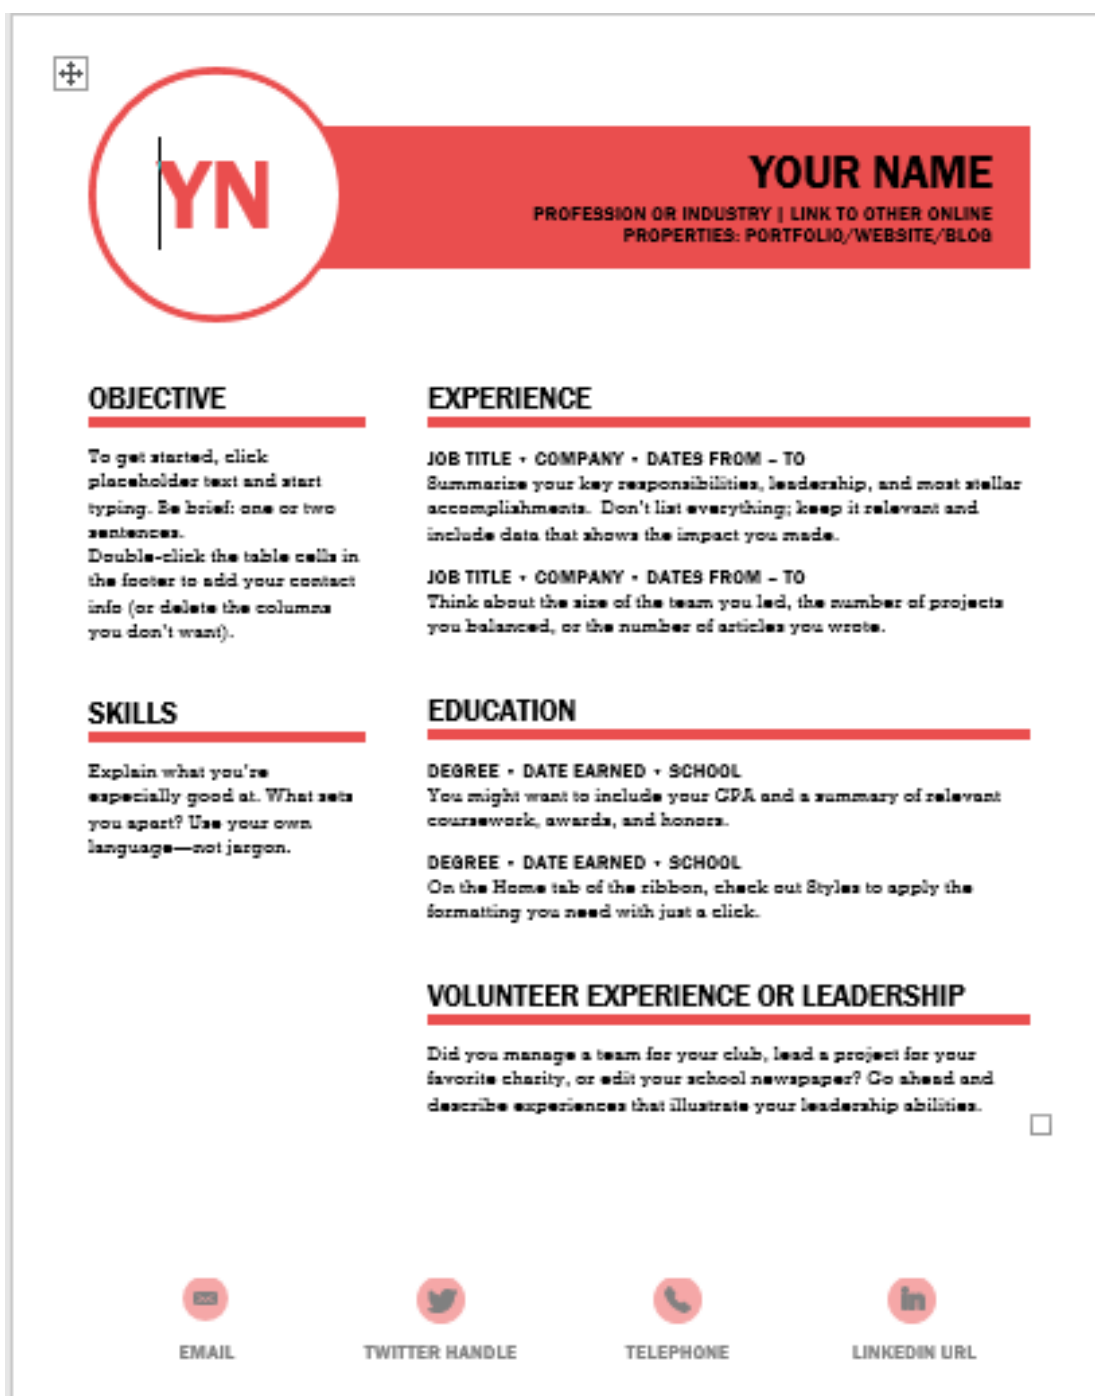 YN
YOUR NAME
PROFESSION OR INDUSTRY | LINK TO OTHER ONLINE
PROPERTIES: PORTFOLIO/WEBSITE/BLOG
OBJECTIVE
To get started, click
placeholder text and start
typing. Be brief: one or two
sentences.
Double-click the table cells in
the footer to add your contact
info (or delete the columns
you don't want).
SKILLS
Explain what you're
especially good at. What sets
you apart? Use your own
language—not jargon.
EXPERIENCE
JOB TITLE • COMPANY • DATES FROM – TO
Summarize your key responsibilities, leadership, and most stellar
accomplishments.  Don't list everything; keep it relevant and
include data that shows the impact you made.
JOB TITLE • COMPANY • DATES FROM – TO
Think about the size of the team you led, the number of projects
you balanced, or the number of articles you wrote.
EDUCATION
DEGREE • DATE EARNED • SCHOOL
You might want to include your GPA and a summary of relevant
coursework, awards, and honors.
DEGREE • DATE EARNED • SCHOOL
On the Home tab of the ribbon, check out Styles to apply the
formatting you need with just a click.
VOLUNTEER EXPERIENCE OR LEADERSHIP
Did you manage a team for your club, lead a project for your
favorite charity, or edit your school newspaper? Go ahead and
describe experiences that illustrate your leadership abilities.
in
EMAIL
TWITTER HANDLE
TELEPHONE
LINKEDIN URL